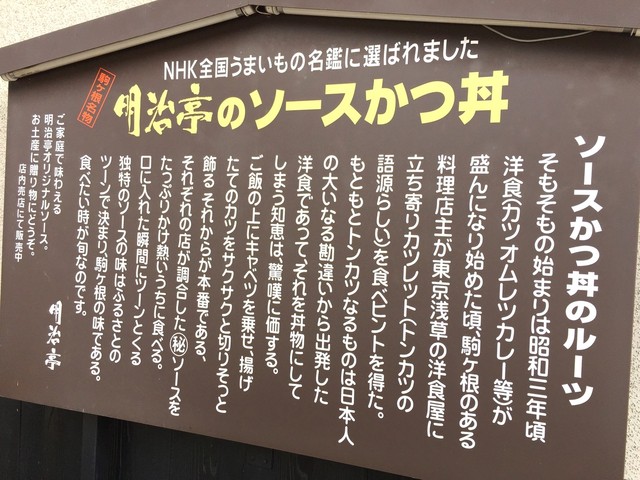 NHK全国うまいもの名鑑に選ばれました
駒ヶ根名物
明治亭のソースかつ丼
ソースかつ丼のルーツ
そもそもの始まりは昭和三年頃
洋食(カツオムレツカレー等)が
盛んになり始めた頃、駒ヶ根のある
料理店主が東京浅草の洋食屋に
立ち寄りカツレット(トンカツの
語源らしい)を食べヒントを得た。
もともとトンカツなるものは日本人
の大いなる勘違いから出発した
洋食であって、それを丼物にして
しまう知恵は、驚嘆に価する。
ご飯の上にキャベツを乗せ、揚げ
たてのカツをサクサクと切りそっと
飾る それからが本番である、
それぞれの店が調合した㊙ソースを
たっぷりかけ熱いうちに食べる。
口に入れた瞬間にツーンとくる
独特のソースの味はふるさとの
ツーンで決まり、駒ヶ根の味である。
食べたい時が旬なのです。
明治亭
ご家庭で味わえる
明治亭オリジナルソース。
お土産に贈り物にどうぞ。
店内売店にて販売中